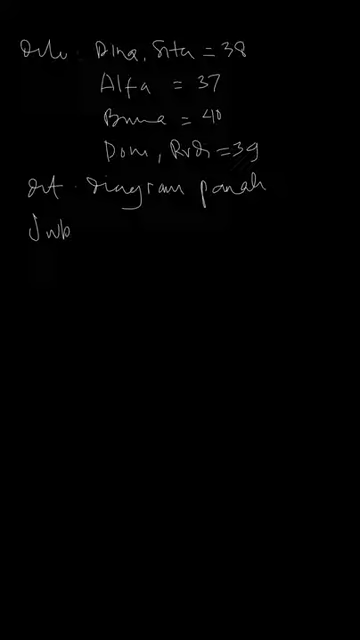 Dik. Dina, Sita = 38
Alfa = 37
Bima = 40
Doni, Rudi = 39
dit. diagram panah
Jwb